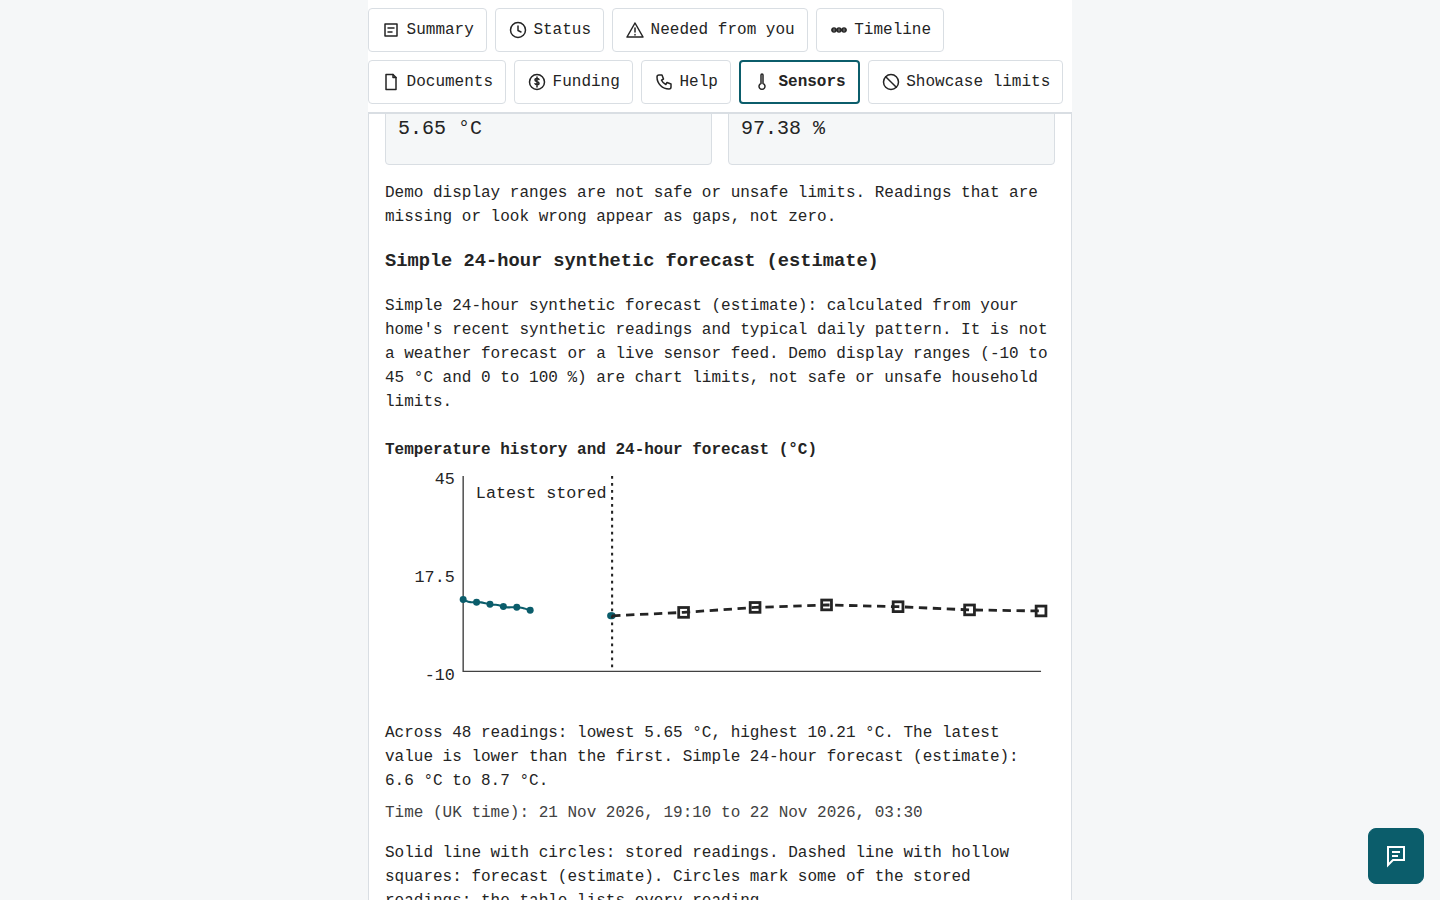 Summary
Status
Needed from you
Timeline
Documents
Funding
Help
Sensors
Showcase limits
5.65 °C
97.38 %
Demo display ranges are not safe or unsafe limits. Readings that are
missing or look wrong appear as gaps, not zero.
Simple 24-hour synthetic forecast (estimate)
Simple 24-hour synthetic forecast (estimate): calculated from your
home's recent synthetic readings and typical daily pattern. It is not
a weather forecast or a live sensor feed. Demo display ranges (-10 to
45 °C and 0 to 100 %) are chart limits, not safe or unsafe household
limits.
Temperature history and 24-hour forecast (°C)
45
Latest stored
17.5
-10
Across 48 readings: lowest 5.65 °C, highest 10.21 °C. The latest
value is lower than the first. Simple 24-hour forecast (estimate):
6.6 °C to 8.7 °C.
Time (UK time): 21 Nov 2026, 19:10 to 22 Nov 2026, 03:30
Solid line with circles: stored readings. Dashed line with hollow
squares: forecast (estimate). Circles mark some of the stored
readings; the table lists every reading.